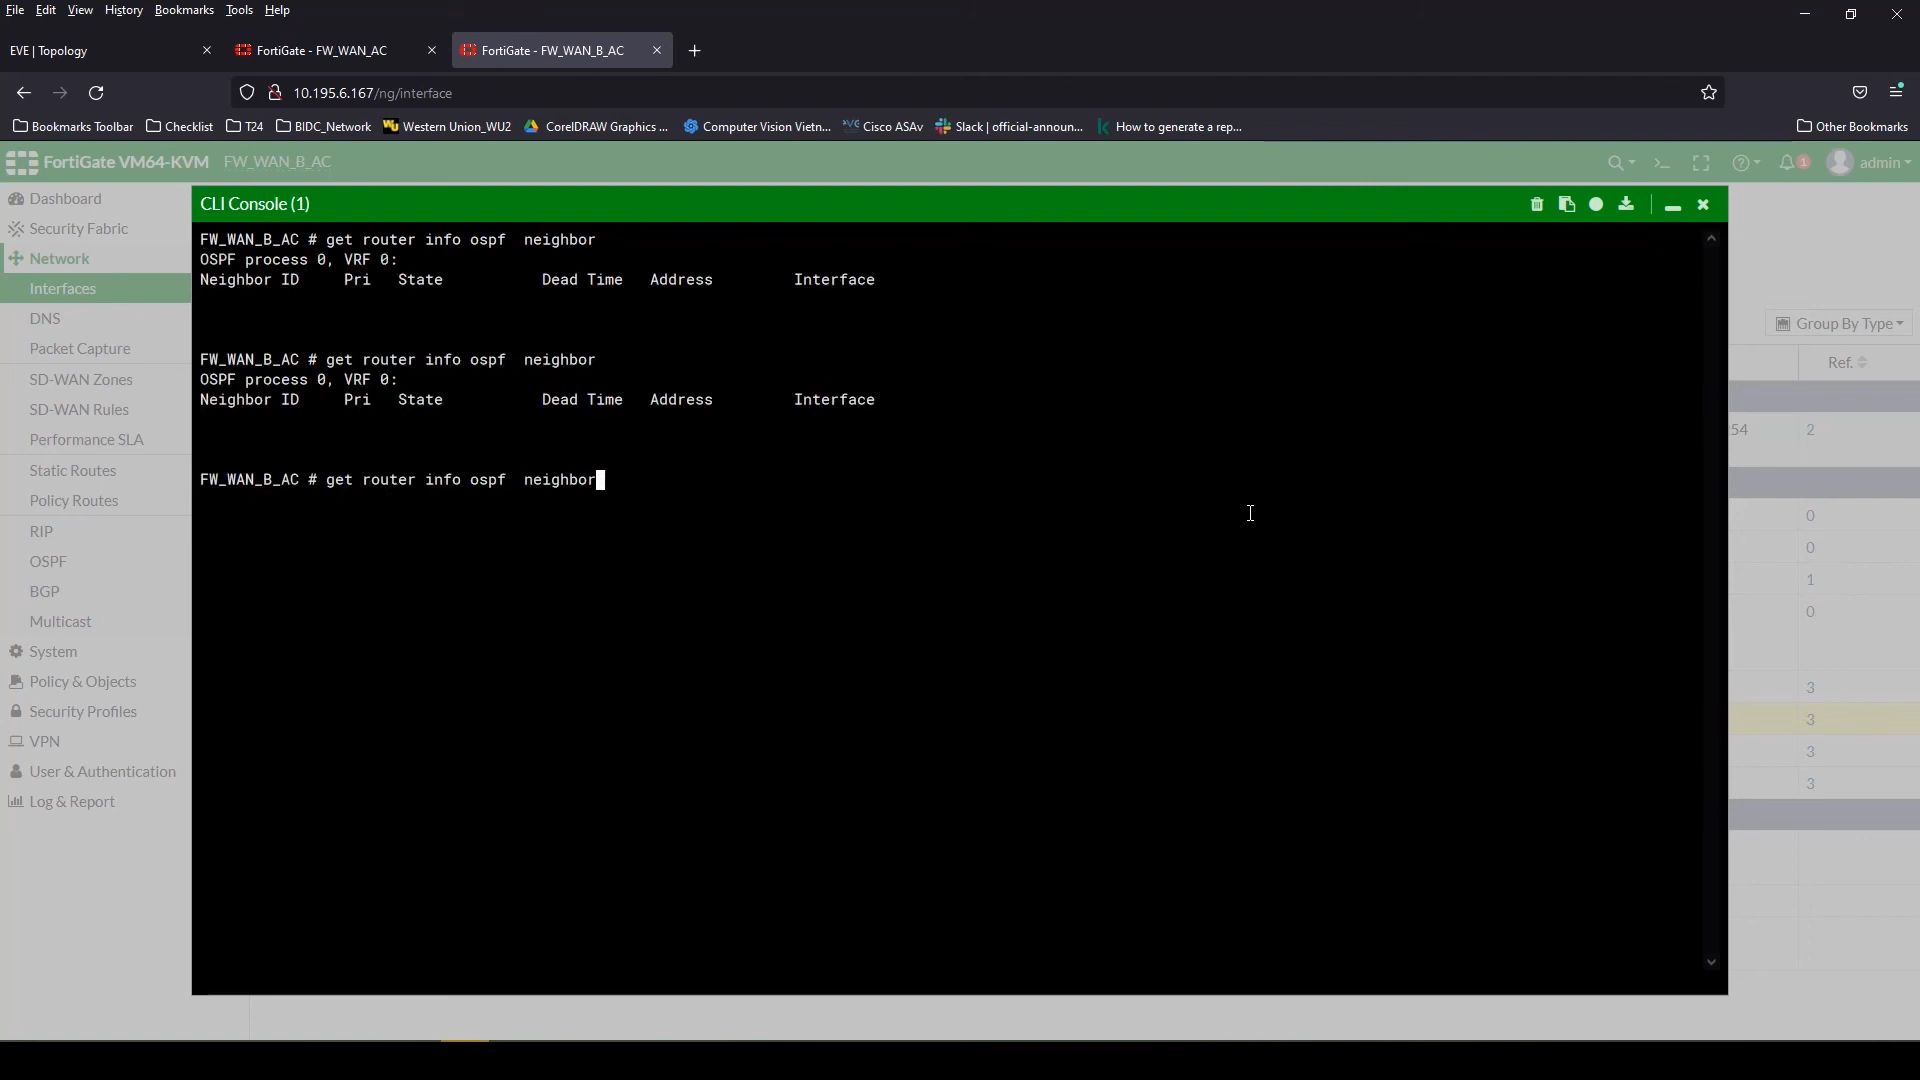 File Edit View History Bookmarks Tools Help
EVE | Topology
FortiGate - FW_WAN_AC
FortiGate - FW_WAN_B_AC
10.195.6.167/ng/interface
Bookmarks Toolbar Checklist T24 BIDC_Network Western Union_WU2 CorelDRAW Graphics ... Computer Vision Vietn... Cisco ASAv Slack | official-announ... How to generate a rep... Other Bookmarks
FortiGate VM64-KVM FW_WAN_B_AC 1 admin
Dashboard
Security Fabric
Network
Interfaces
DNS
Packet Capture
SD-WAN Zones
SD-WAN Rules
Performance SLA
Static Routes
Policy Routes
RIP
OSPF
BGP
Multicast
System
Policy & Objects
Security Profiles
VPN
User & Authentication
Log & Report
CLI Console (1)
FW_WAN_B_AC # get router info ospf  neighbor
OSPF process 0, VRF 0:
Neighbor ID     Pri   State           Dead Time   Address         Interface
FW_WAN_B_AC # get router info ospf  neighbor
OSPF process 0, VRF 0:
Neighbor ID     Pri   State           Dead Time   Address         Interface
FW_WAN_B_AC # get router info ospf  neighbor
Group By Type
Ref.
54 2
0
0
1
0
3
3
3
3